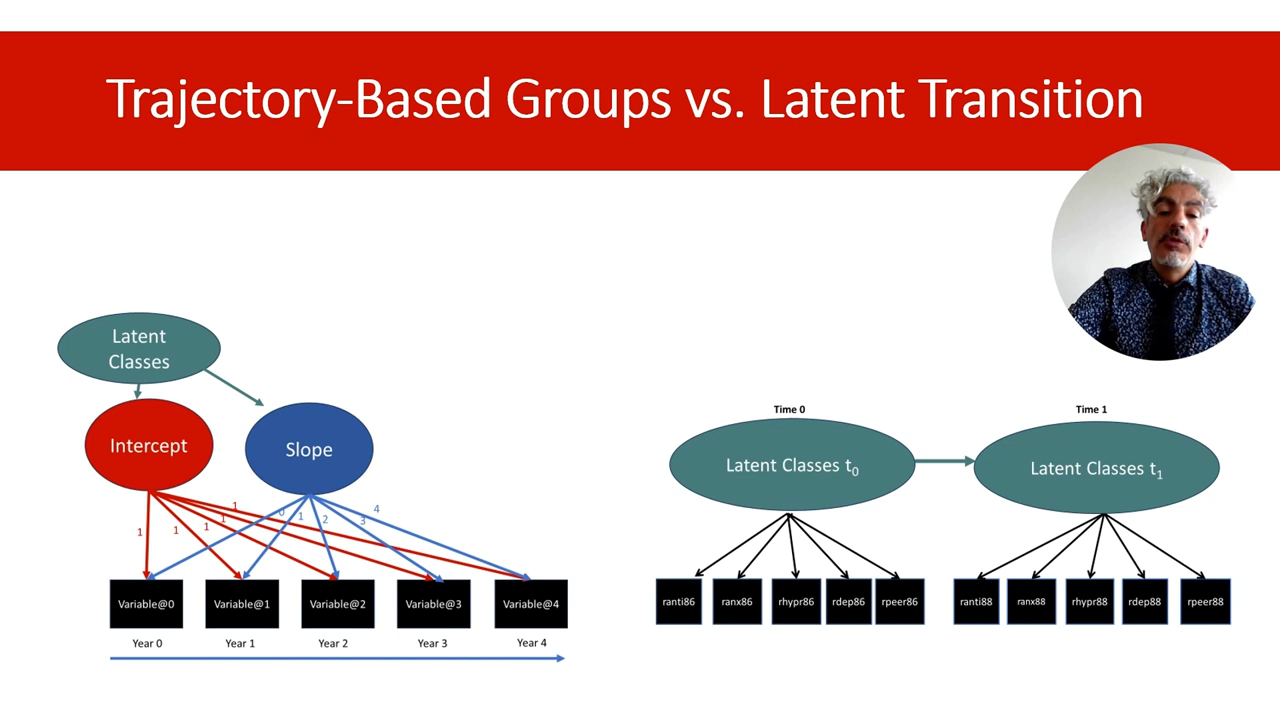 Trajectory-Based Groups vs. Latent Transition
Latent
Classes
Intercept
Slope
1
1
1
1
1
0
1
2
3
4
Variable@0
Variable@1
Variable@2
Variable@3
Variable@4
Year 0
Year 1
Year 2
Year 3
Year 4
Time 0
Time 1
Latent Classes t0
Latent Classes t1
ranti86
ranx86
rhypr86
rdep86
rpeer86
ranti88
ranx88
rhypr88
rdep88
rpeer88